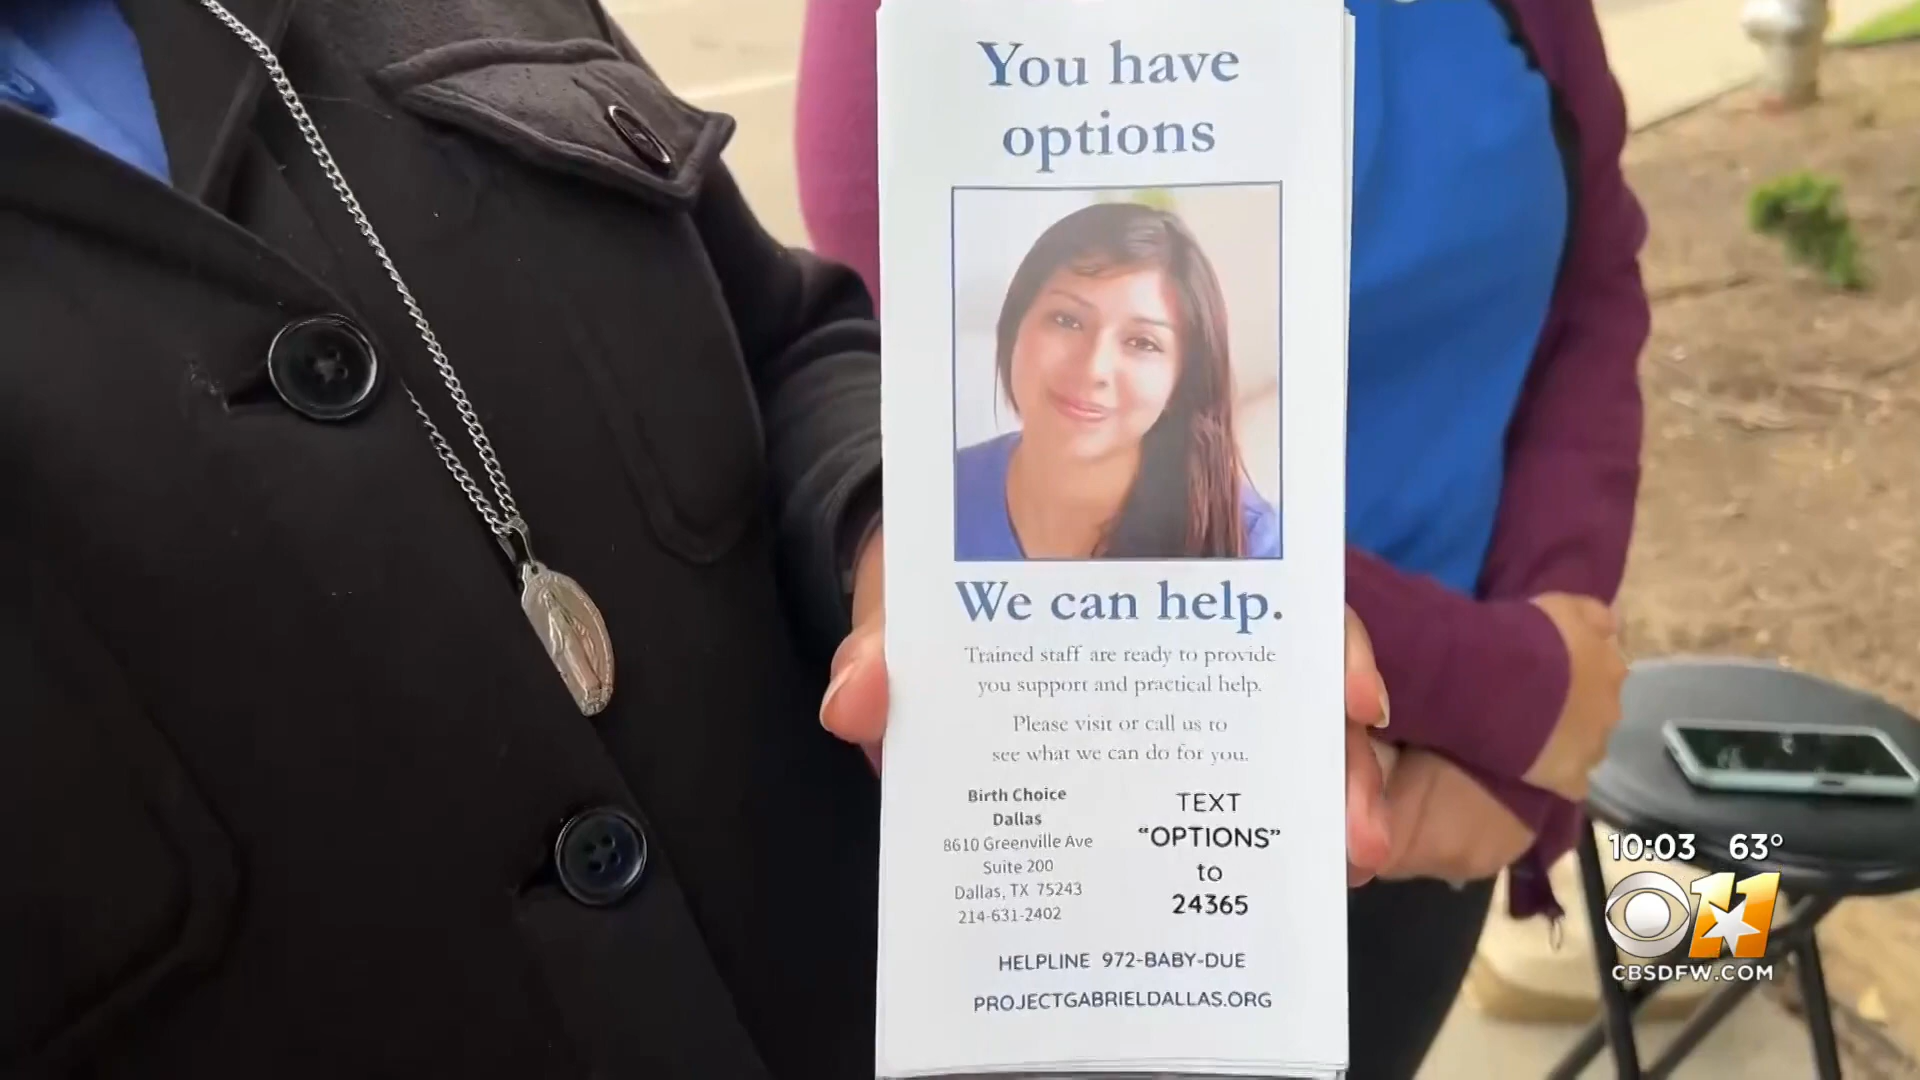 You have
options
We can help.
Trained staff are ready to provide
you support and practical help.
Please visit or call us to
see what we can do for you.
Birth Choice
Dallas
8610 Greenville Ave
Suite 200
Dallas, TX 75243
214-631-2402
TEXT
“OPTIONS”
to
24365
HELPLINE 972-BABY-DUE
PROJECTGABRIELDALLAS.ORG
10:03 63°
11
CBSDFW.COM